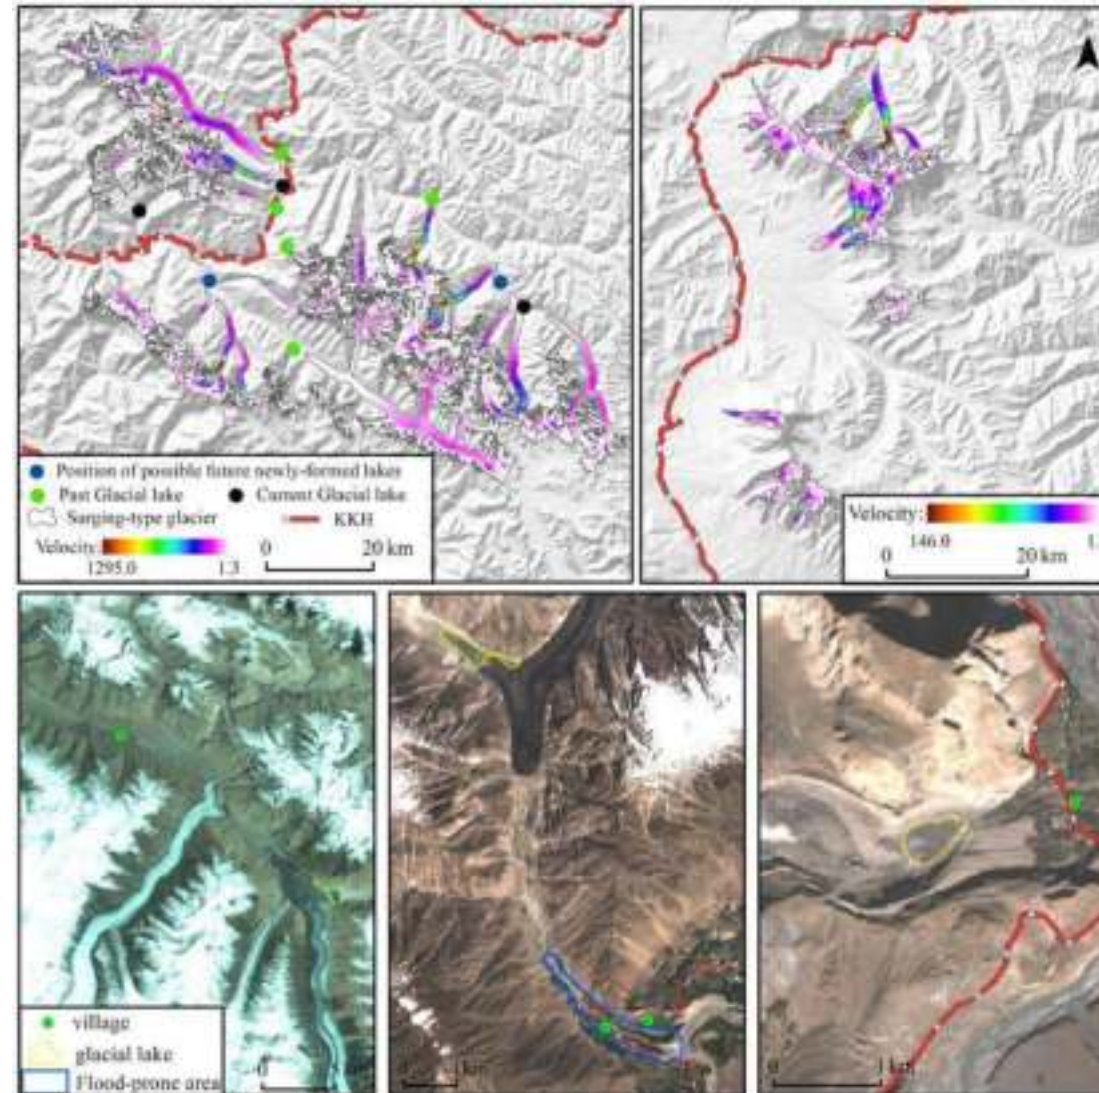 Position of possible future newly-formed lakes
Past Glacial lake Current Glacial lake
Surging-type glacier KKH
Velocity: 0 20 km
1295.0 1.3
Velocity:
146.0 1.
0 20 km
village
glacial lake
Flood-prone area
0
0 1km
0 1 km